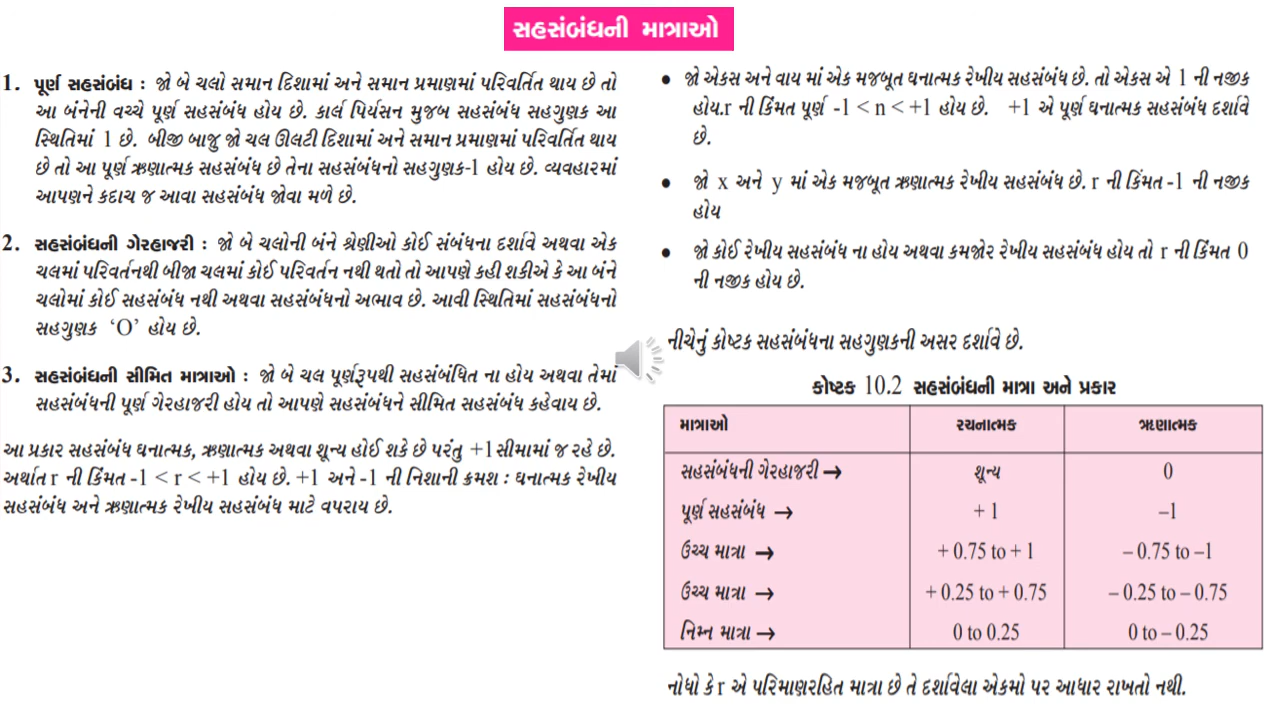 સહસંબંધની માત્રાઓ
1. પૂર્ણ સહસંબંધ : જો બે ચલો સમાન દિશામાં અને સમાન પ્રમાણમાં પરિવર્તિત થાય છે તો
આ બંનેની વચ્ચે પૂર્ણ સહસંબંધ હોય છે. કાર્લ પિર્યસન મુજબ સહસંબંધ સહગુણક આ
સ્થિતિમાં 1 છે. બીજી બાજુ જો ચલ ઊલટી દિશામાં અને સમાન પ્રમાણમાં પરિવર્તિત થાય
છે તો આ પૂર્ણ ઋણાત્મક સહસંબંધ છે તેના સહસંબંધનો સહગુણક-1 હોય છે. વ્યવહારમાં
આપણને કદાચ જ આવા સહસંબંધ જોવા મળે છે.
2. સહસંબંધની ગેરહાજરી : જો બે ચલોની બંને શ્રેણીઓ કોઈ સંબંધના દર્શાવે અથવા એક
ચલમાં પરિવર્તનથી બીજા ચલમાં કોઈ પરિવર્તન નથી થતો તો આપણે કહી શકીએ કે આ બંને
ચલોમાં કોઈ સહસંબંધ નથી અથવા સહસંબંધનો અભાવ છે. આવી સ્થિતિમાં સહસંબંધનો
સહગુણક ‘O’ હોય છે.
3. સહસંબંધની સીમિત માત્રાઓ : જો બે ચલ પૂર્ણરૂપથી સહસંબંધિત ના હોય અથવા તેમાં
સહસંબંધની પૂર્ણ ગેરહાજરી હોય તો આપણે સહસંબંધને સીમિત સહસંબંધ કહેવાય છે.
આ પ્રકાર સહસંબંધ ઘનાત્મક, ઋણાત્મક અથવા શૂન્ય હોઈ શકે છે પરંતુ +1 સીમામાં જ રહે છે.
અર્થાત r ની કિંમત -1 < r < +1 હોય છે. +1 અને -1 ની નિશાની ક્રમશ : ઘનાત્મક રેખીય
સહસંબંધ અને ઋણાત્મક રેખીય સહસંબંધ માટે વપરાય છે.
• જો એકસ અને વાય માં એક મજબૂત ઘનાત્મક રેખીય સહસંબંધ છે. તો એકસ એ 1 ની નજીક
હોય.r ની કિંમત પૂર્ણ -1 < n < +1 હોય છે. +1 એ પૂર્ણ ઘનાત્મક સહસંબંધ દર્શાવે
છે.
• જો x અને y માં એક મજબૂત ઋણાત્મક રેખીય સહસંબંધ છે. r ની કિંમત -1 ની નજીક
હોય
• જો કોઈ રેખીય સહસંબંધ ના હોય અથવા કમજોર રેખીય સહસંબંધ હોય તો r ની કિંમત 0
ની નજીક હોય છે.
નીચેનું કોષ્ટક સહસંબંધના સહગુણકની અસર દર્શાવે છે.
કોષ્ટક 10.2 સહસંબંધની માત્રા અને પ્રકાર
માત્રાઓ રચનાત્મક ઋણાત્મક
સહસંબંધની ગેરહાજરી → શૂન્ય 0
પૂર્ણ સહસંબંધ → + 1 –1
ઉચ્ચ માત્રા → + 0.75 to + 1 – 0.75 to –1
ઉચ્ચ માત્રા → + 0.25 to + 0.75 – 0.25 to – 0.75
નિમ્ન માત્રા → 0 to 0.25 0 to – 0.25
નોધો કે r એ પરિમાણરહિત માત્રા છે તે દર્શાવેલા એકમો પર આધાર રાખતો નથી.